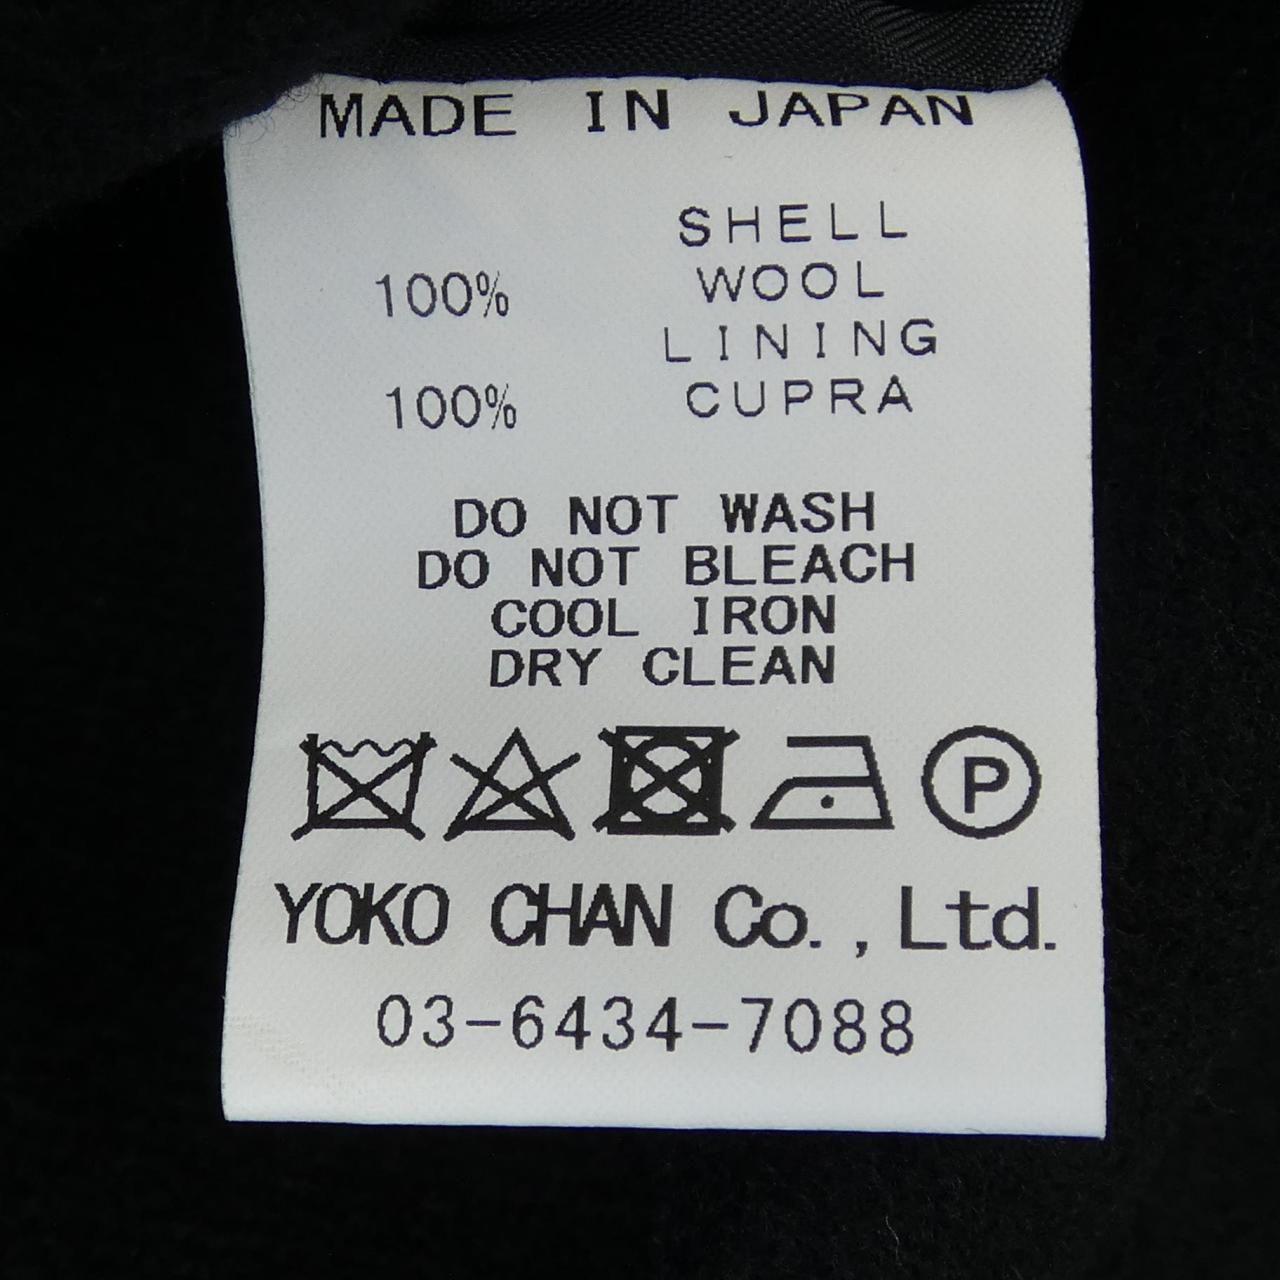 MADE IN JAPAN
SHELL
100% WOOL
LINING
100% CUPRA
DO NOT WASH
DO NOT BLEACH
COOL IRON
DRY CLEAN
P
YOKO CHAN Co.,Ltd.
03-6434-7088